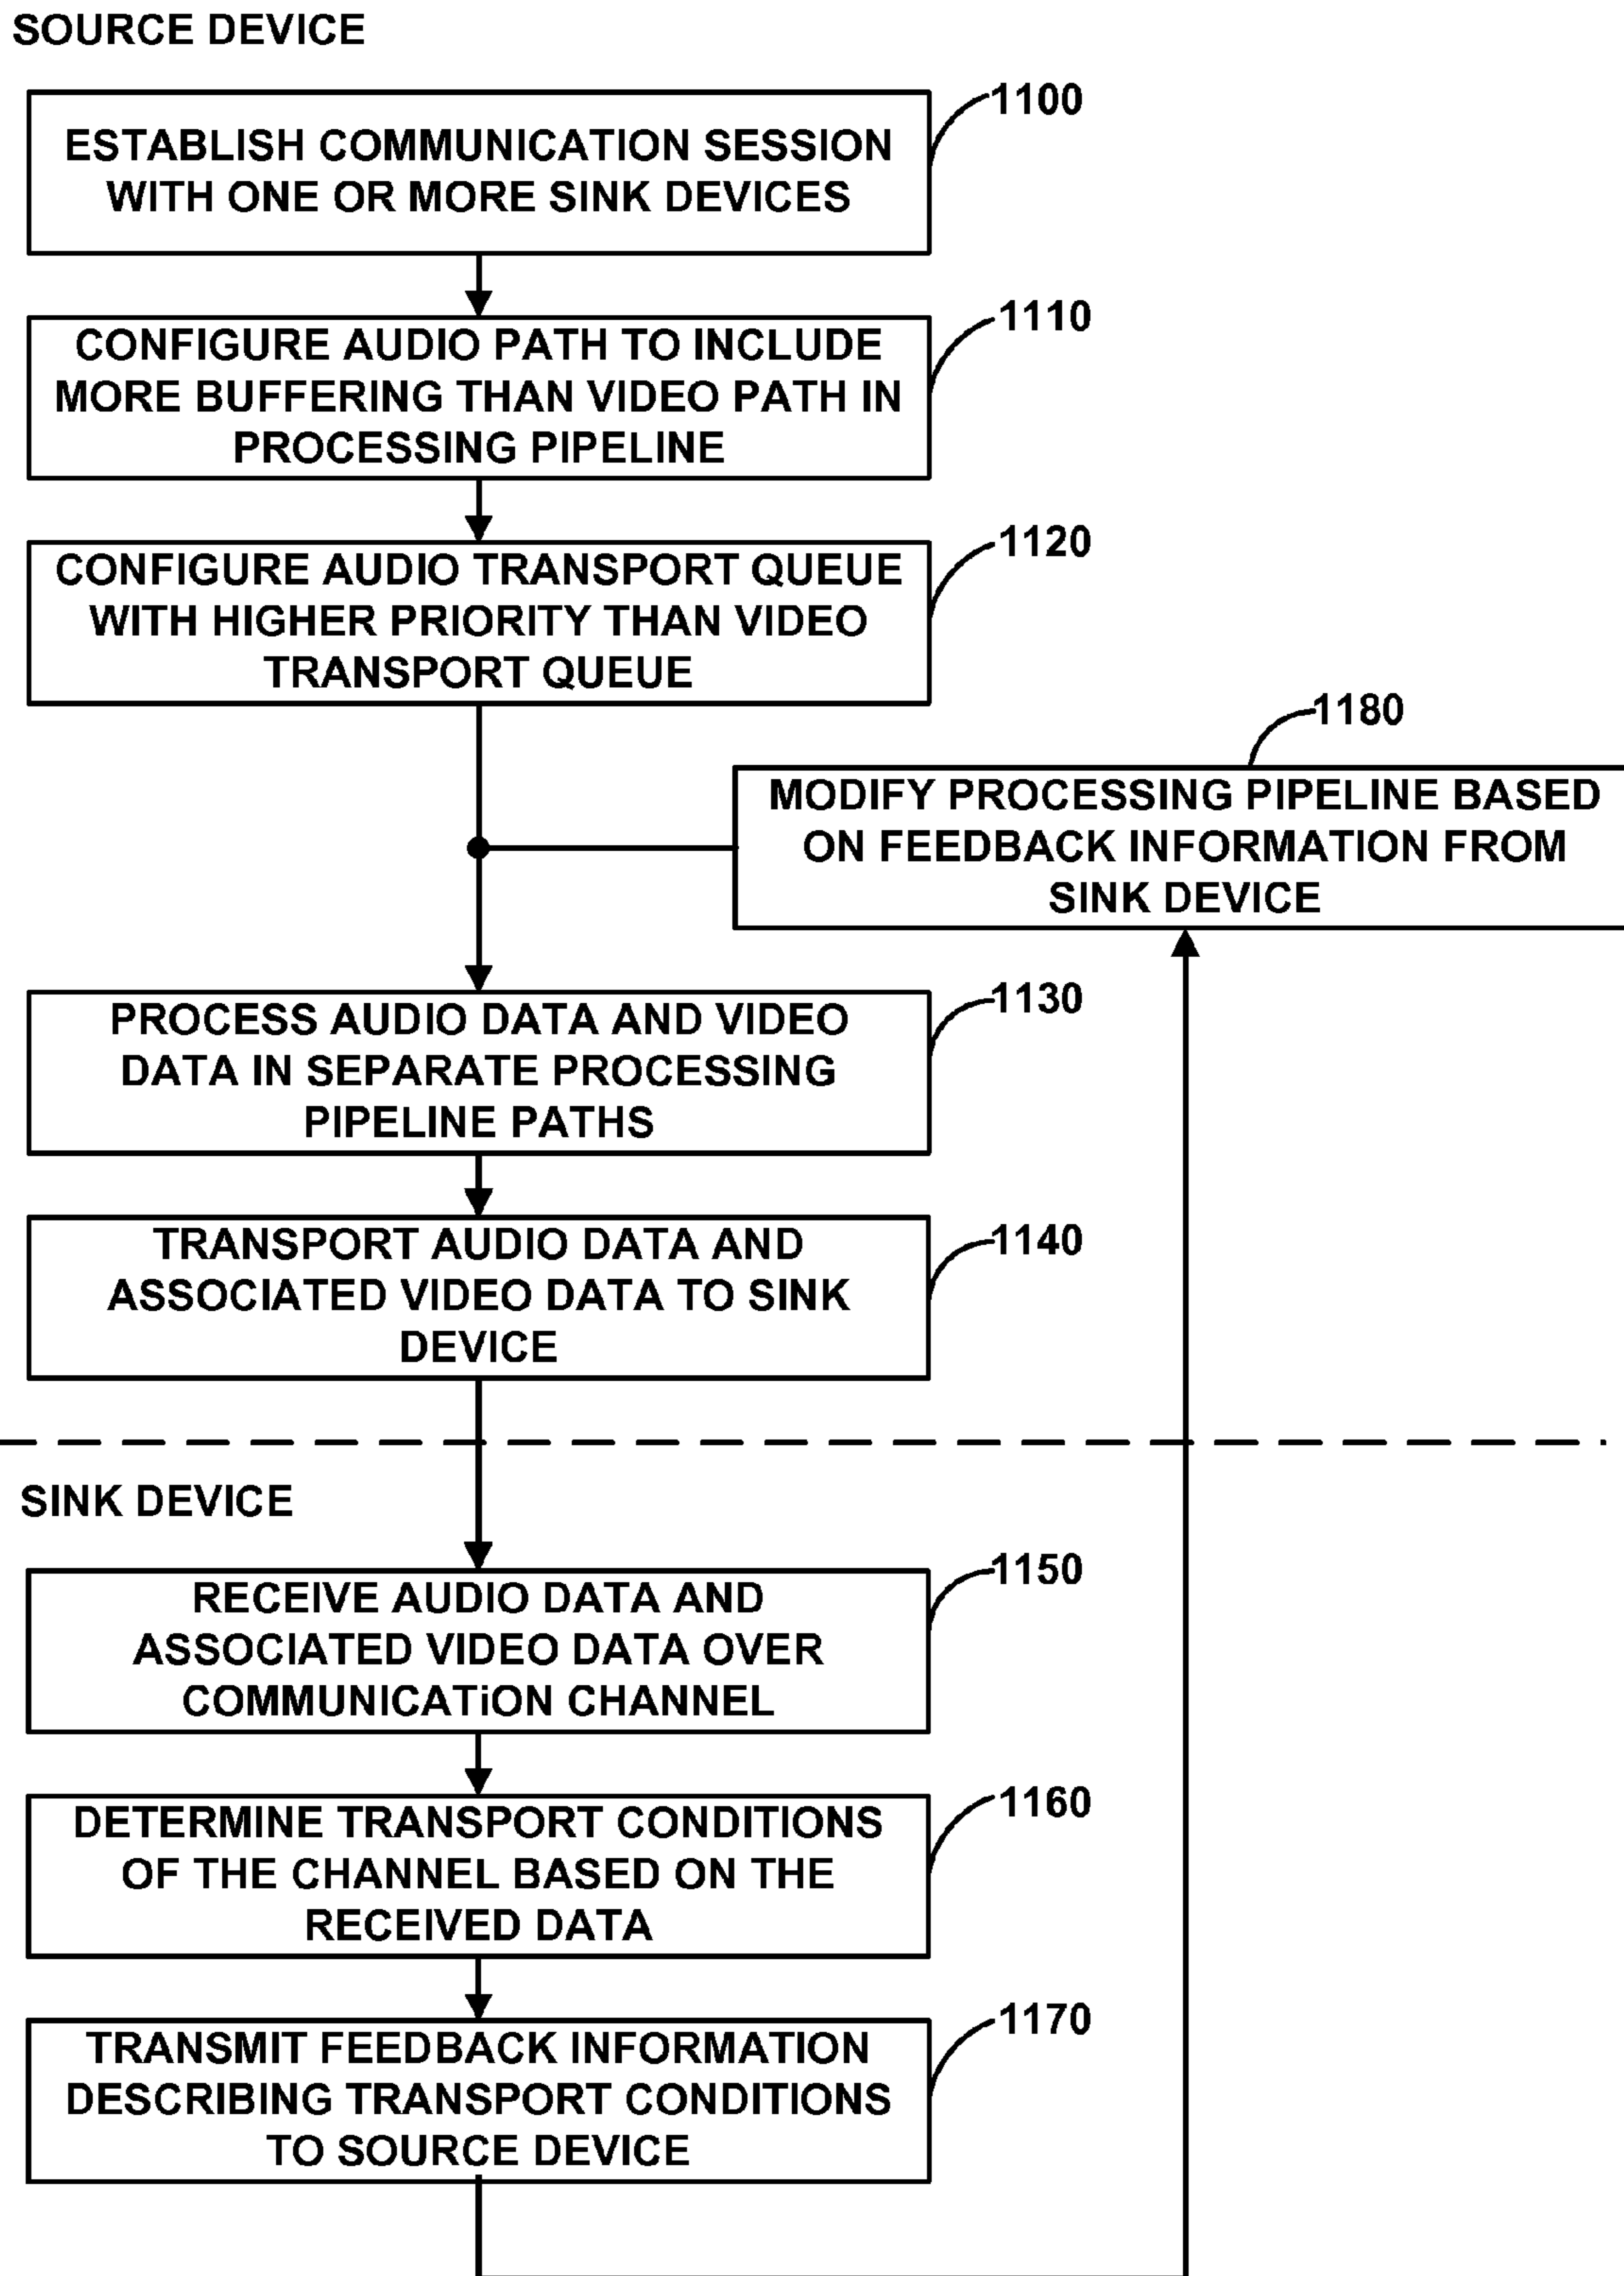 SOURCE DEVICE
1100
ESTABLISH COMMUNICATION SESSION
WITH ONE OR MORE SINK DEVICES
1110
CONFIGURE AUDIO PATH TO INCLUDE
MORE BUFFERING THAN VIDEO PATH IN
PROCESSING PIPELINE
1120
CONFIGURE AUDIO TRANSPORT QUEUE
WITH HIGHER PRIORITY THAN VIDEO
TRANSPORT QUEUE
1180
MODIFY PROCESSING PIPELINE BASED
ON FEEDBACK INFORMATION FROM
SINK DEVICE
1130
PROCESS AUDIO DATA AND VIDEO
DATA IN SEPARATE PROCESSING
PIPELINE PATHS
1140
TRANSPORT AUDIO DATA AND
ASSOCIATED VIDEO DATA TO SINK
DEVICE
SINK DEVICE
1150
RECEIVE AUDIO DATA AND
ASSOCIATED VIDEO DATA OVER
COMMUNICATiON CHANNEL
1160
DETERMINE TRANSPORT CONDITIONS
OF THE CHANNEL BASED ON THE
RECEIVED DATA
1170
TRANSMIT FEEDBACK INFORMATION
DESCRIBING TRANSPORT CONDITIONS
TO SOURCE DEVICE